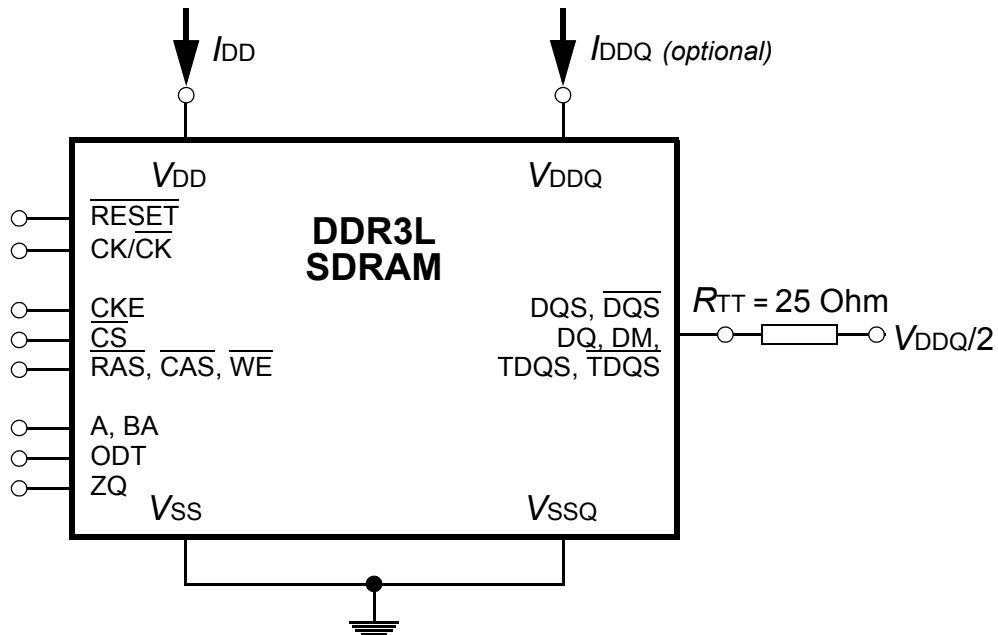 IDD
IDDQ (optional)
VDD
VDDQ
RESET
CK/CK
DDR3L
SDRAM
CKE
CS
RAS, CAS, WE
DQS, DQS
DQ, DM,
TDQS, TDQS
RTT = 25 Ohm
VDDQ/2
A, BA
ODT
ZQ
VSS
VSSQ